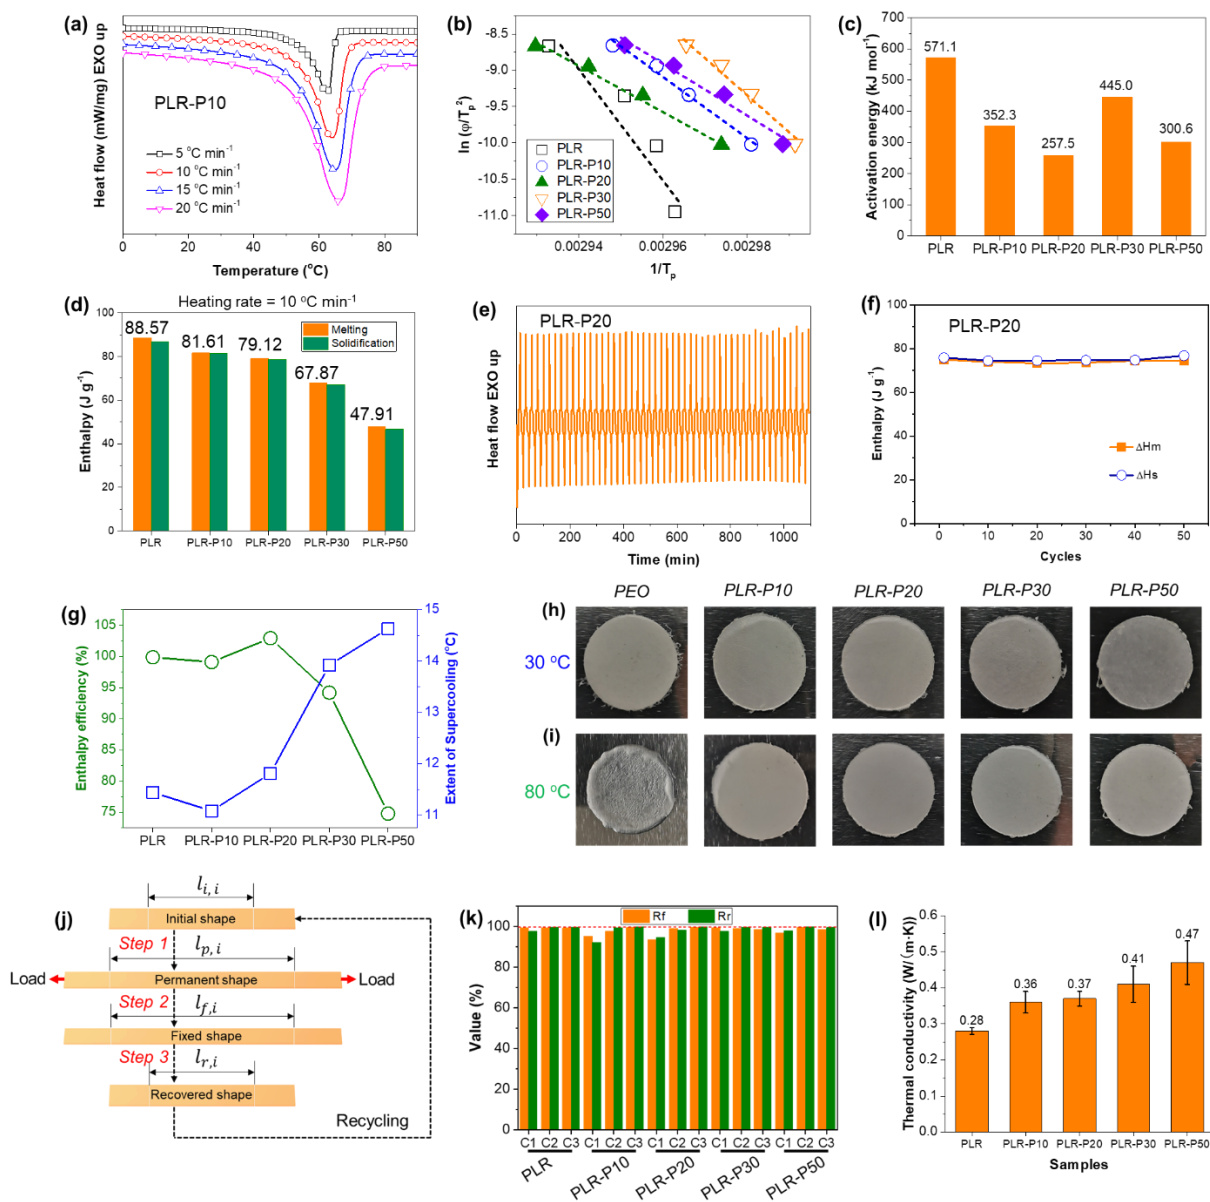 (a)
Heat flow (mW/mg) EXO up
PLR-P10
5 °C min⁻¹
10 °C min⁻¹
15 °C min⁻¹
20 °C min⁻¹
0 20 40 60 80
Temperature (°C)
(b)
ln (φ/Tp²)
-8.5
-9.0
-9.5
-10.0
-10.5
-11.0
PLR
PLR-P10
PLR-P20
PLR-P30
PLR-P50
0.00294 0.00296 0.00298
1/Tp
(c)
Activation energy (kJ mol⁻¹)
700
600
500
400
300
200
100
0
571.1
352.3
257.5
445.0
300.6
PLR PLR-P10 PLR-P20 PLR-P30 PLR-P50
(d)
Heating rate = 10 °C min⁻¹
Enthalpy (J g⁻¹)
100
80
60
40
20
0
88.57
81.61
79.12
67.87
47.91
Melting
Solidification
PLR PLR-P10 PLR-P20 PLR-P30 PLR-P50
(e)
PLR-P20
Heat flow EXO up
0 200 400 600 800 1000
Time (min)
(f)
PLR-P20
Enthalpy (J g⁻¹)
100
80
60
40
20
0
ΔHm
ΔHs
0 10 20 30 40 50
Cycles
(g)
Enthalpy efficiency (%)
105
100
95
90
85
80
75
Extent of Supercooling (°C)
15
14
13
12
11
PLR PLR-P10 PLR-P20 PLR-P30 PLR-P50
PEO PLR-P10 PLR-P20 PLR-P30 PLR-P50
(h)
30 °C
(i)
80 °C
(j)
l i, i
Initial shape
Step 1
l p, i
Load Permanent shape Load
Step 2
l f,i
Fixed shape
Step 3
l r,i
Recovered shape
Recycling
(k)
Value (%)
100
80
60
40
20
0
Rf
Rr
C1 C2 C3 C1 C2 C3 C1 C2 C3 C1 C2 C3 C1 C2 C3
PLR PLR-P10 PLR-P20 PLR-P30 PLR-P50
(l)
Thermal conductivity (W/ (m·K))
0.6
0.5
0.4
0.3
0.2
0.1
0.0
0.28
0.36
0.37
0.41
0.47
PLR PLR-P10 PLR-P20 PLR-P30 PLR-P50
Samples